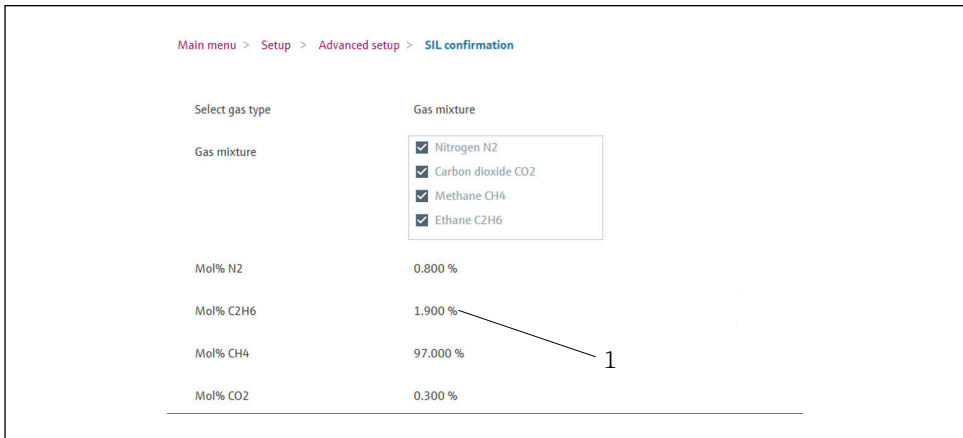 Main menu > Setup > Advanced setup > SIL confirmation
Select gas type Gas mixture
Gas mixture
Nitrogen N2
Carbon dioxide CO2
Methane CH4
Ethane C2H6
Mol% N2 0.800 %
Mol% C2H6 1.900 %
1
Mol% CH4 97.000 %
Mol% CO2 0.300 %